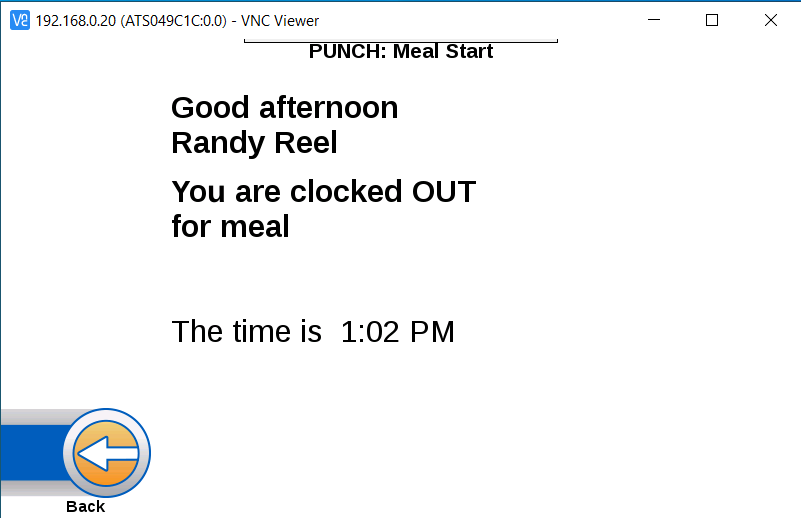 192.168.0.20 (ATS049C1C:0.0) - VNC Viewer
PUNCH: Meal Start
Good afternoon
Randy Reel
You are clocked OUT
for meal
The time is  1:02 PM
Back